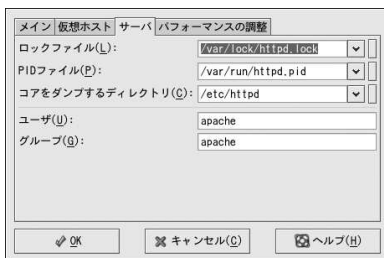 メイン 仮想ホスト サーバ パフォーマンスの調整
ロックファイル(L): /var/lock/httpd.lock
PIDファイル(P): /var/run/httpd.pid
コアをダンプするディレクトリ(C): /etc/httpd
ユーザ(U): apache
グループ(G): apache
OK キャンセル(C) ヘルプ(H)